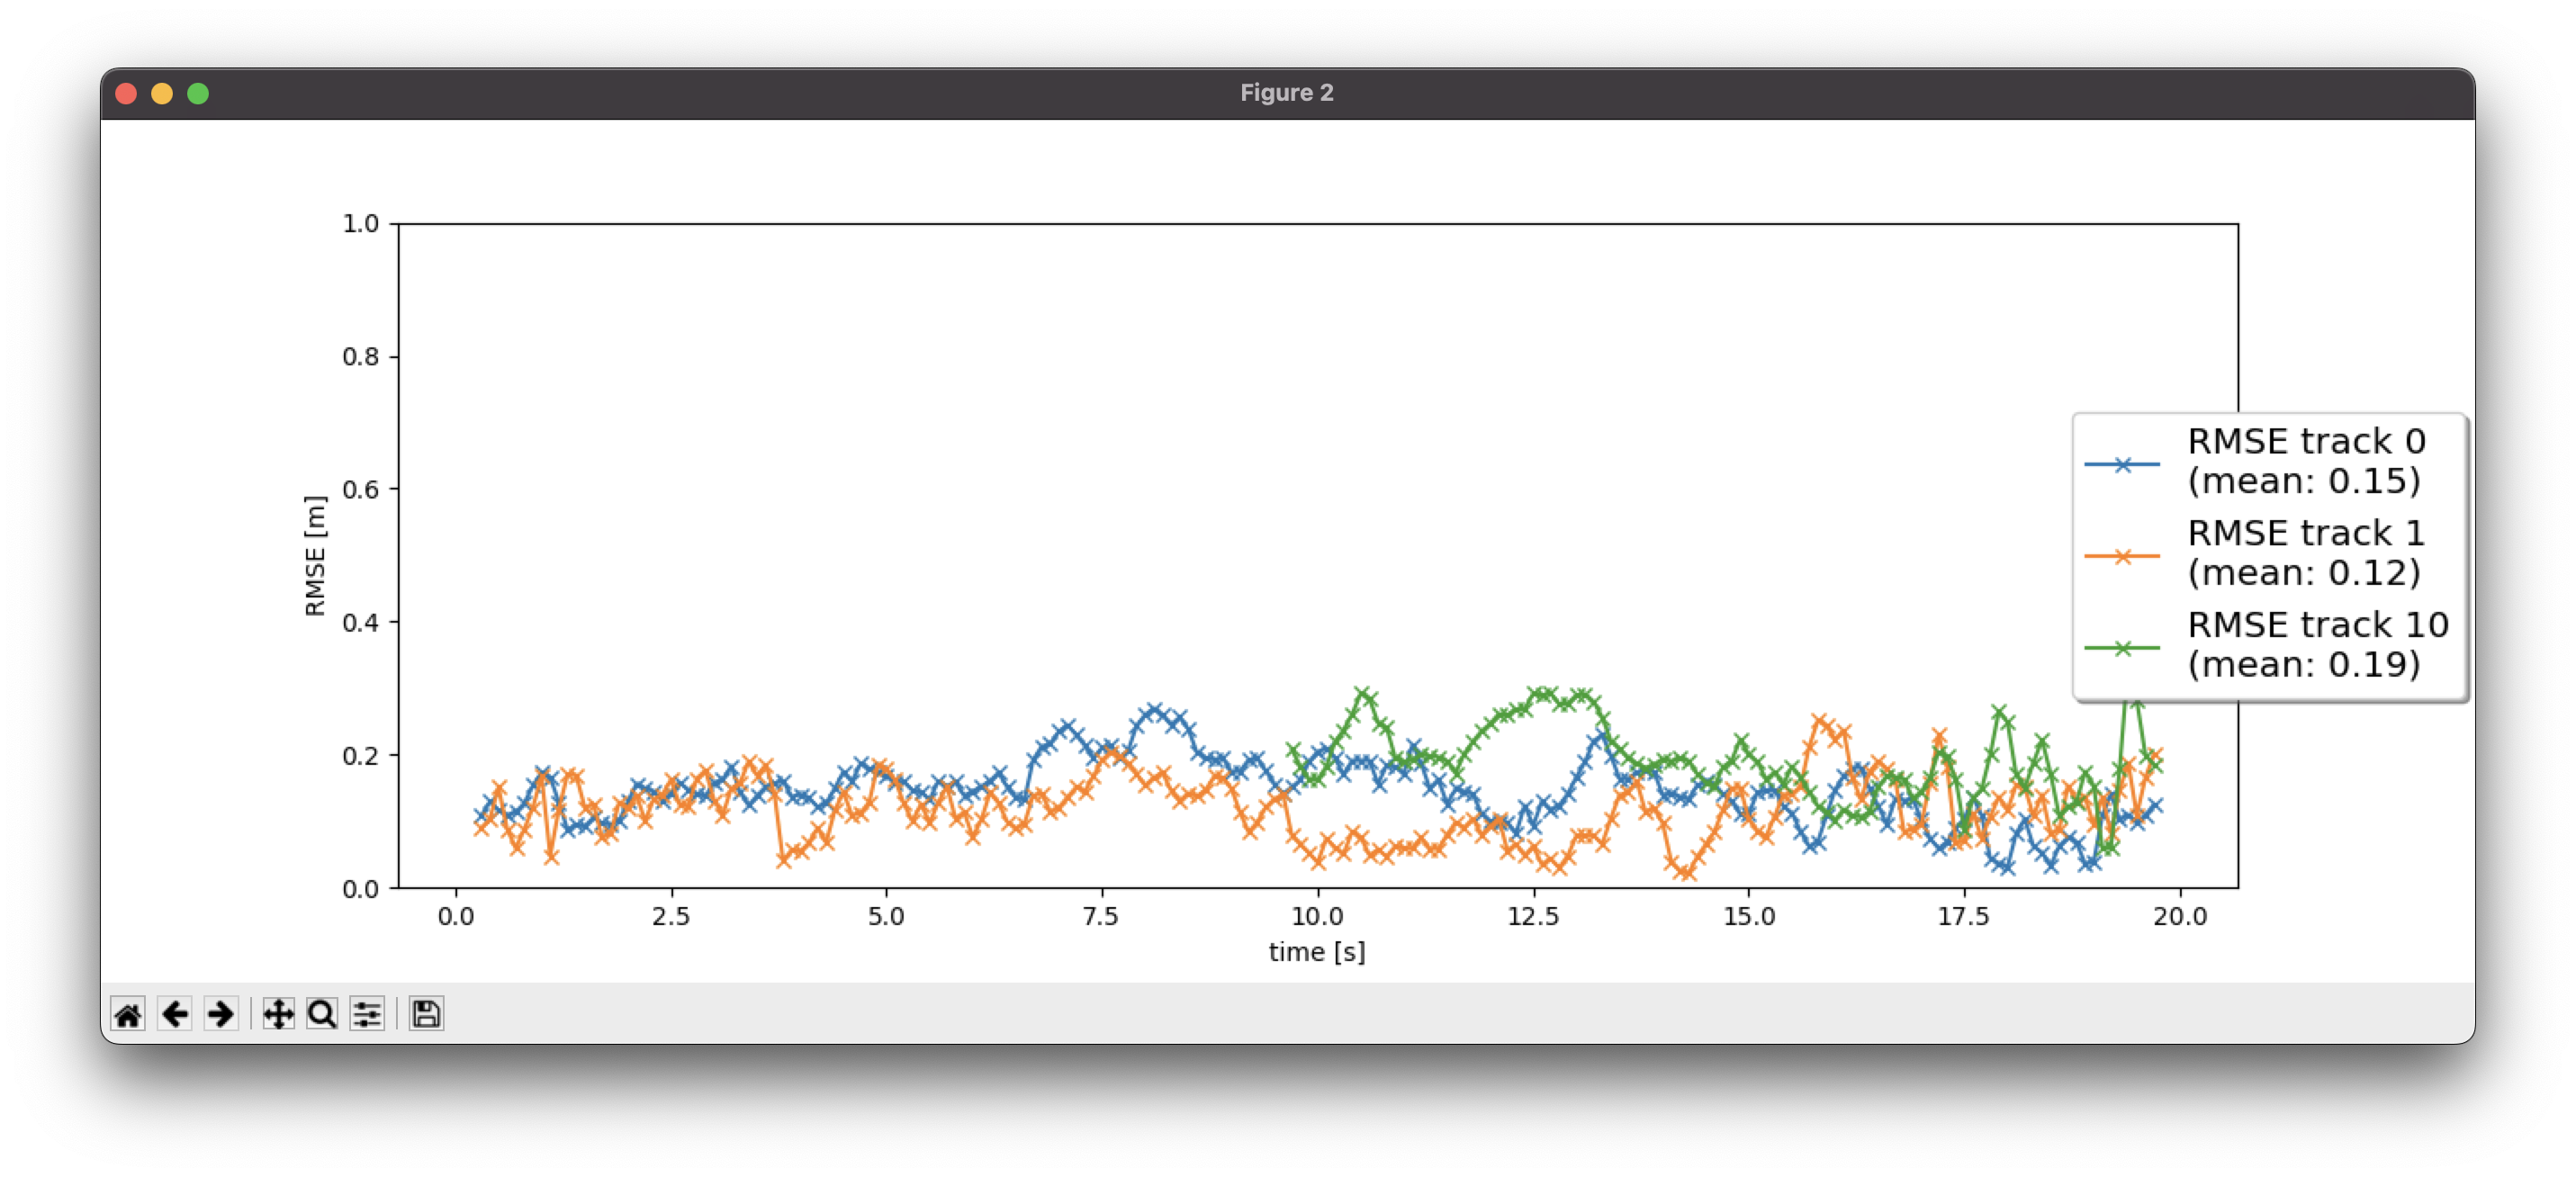 Figure 2
1.0
0.8
0.6
0.4
0.2
0.0
RMSE [m]
0.0 2.5 5.0 7.5 10.0 12.5 15.0 17.5 20.0
time [s]
RMSE track 0
(mean: 0.15)
RMSE track 1
(mean: 0.12)
RMSE track 10
(mean: 0.19)